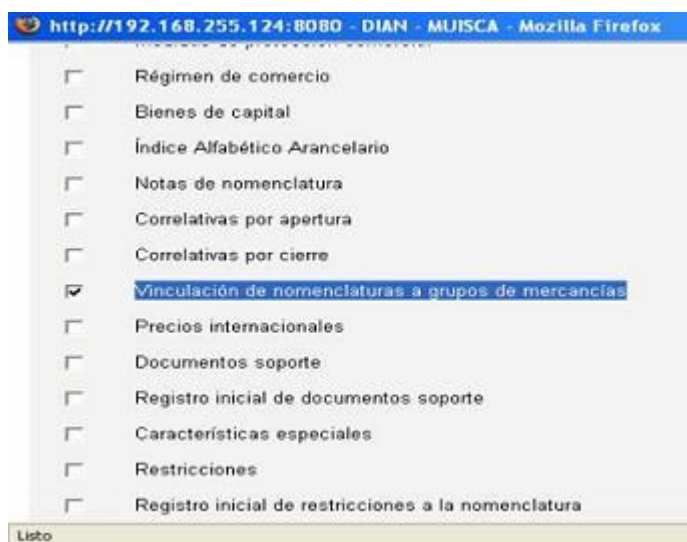 http://192.168.255.124:8080 - DIAN - MUISCA - Mozilla Firefox
Régimen de comercio
Bienes de capital
Índice Alfabético Arancelario
Notas de nomenclatura
Correlativas por apertura
Correlativas por cierre
Vinculación de nomenclaturas a grupos de mercancías
Precios internacionales
Documentos soporte
Registro inicial de documentos soporte
Características especiales
Restricciones
Registro inicial de restricciones a la nomenclatura
Listo